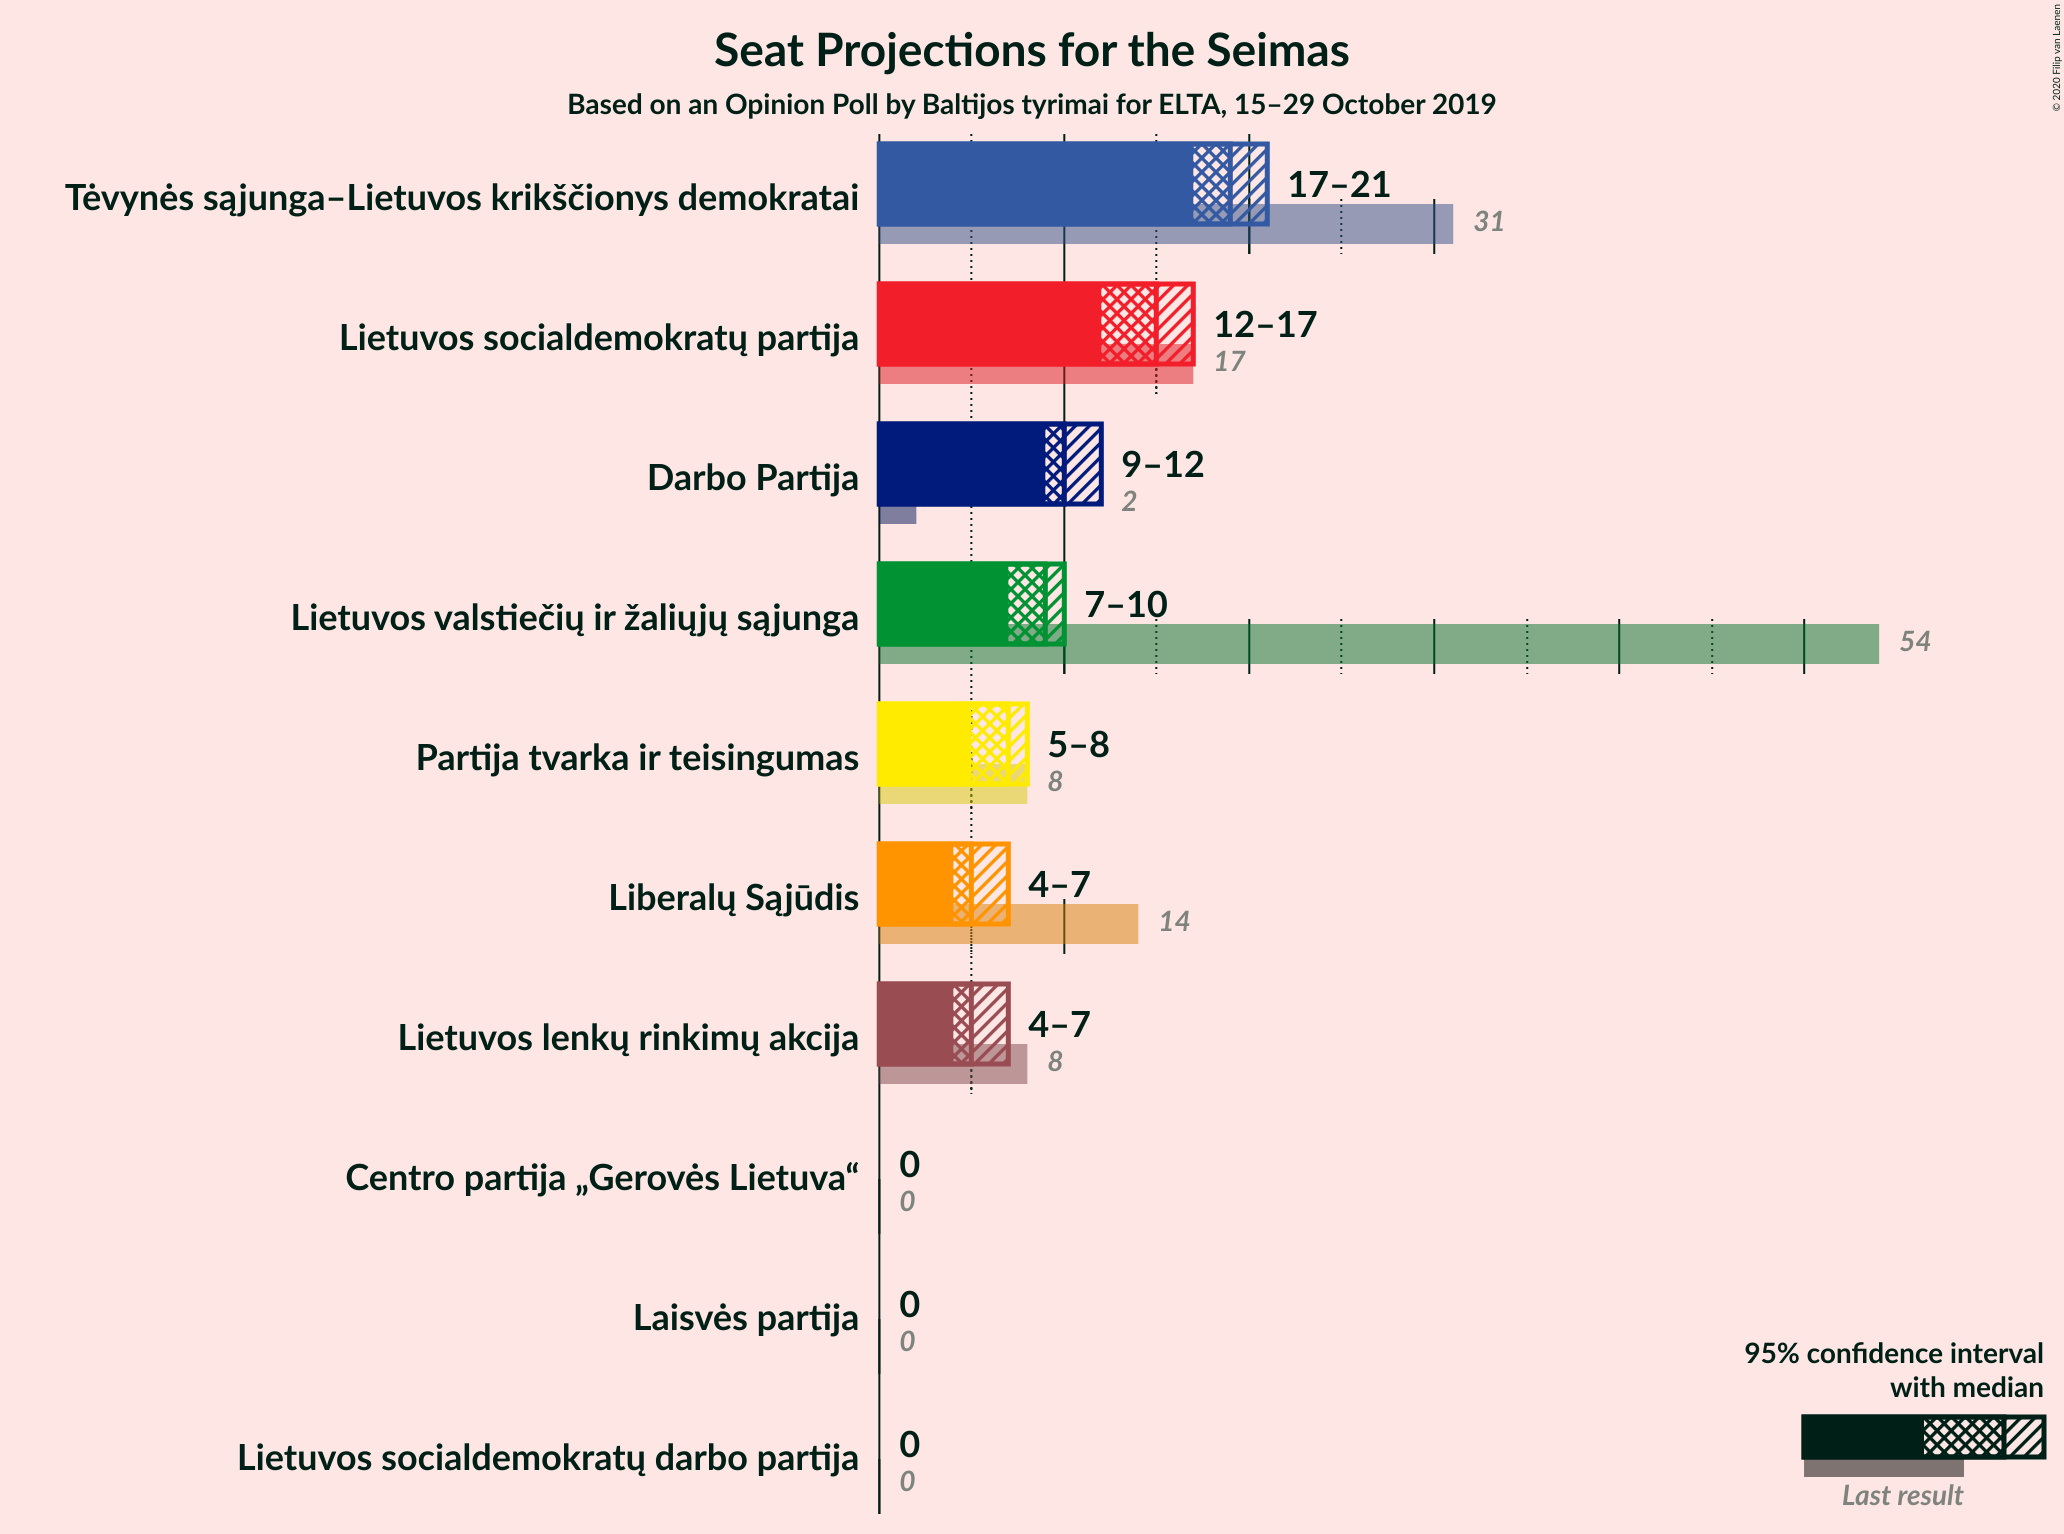 Seat Projections for the Seimas
Based on an Opinion Poll by Baltijos tyrimai for ELTA, 15–29 October 2019
© 2020 Filip van Laenen
Tėvynės sąjunga–Lietuvos krikščionys demokratai
17–21
31
Lietuvos socialdemokratų partija
12–17
17
Darbo Partija
9–12
2
Lietuvos valstiečių ir žaliųjų sąjunga
7–10
54
Partija tvarka ir teisingumas
5–8
8
Liberalų Sąjūdis
4–7
14
Lietuvos lenkų rinkimų akcija
4–7
8
Centro partija „Gerovės Lietuva“
0
0
Laisvės partija
0
0
Lietuvos socialdemokratų darbo partija
0
0
95% confidence interval
with median
Last result